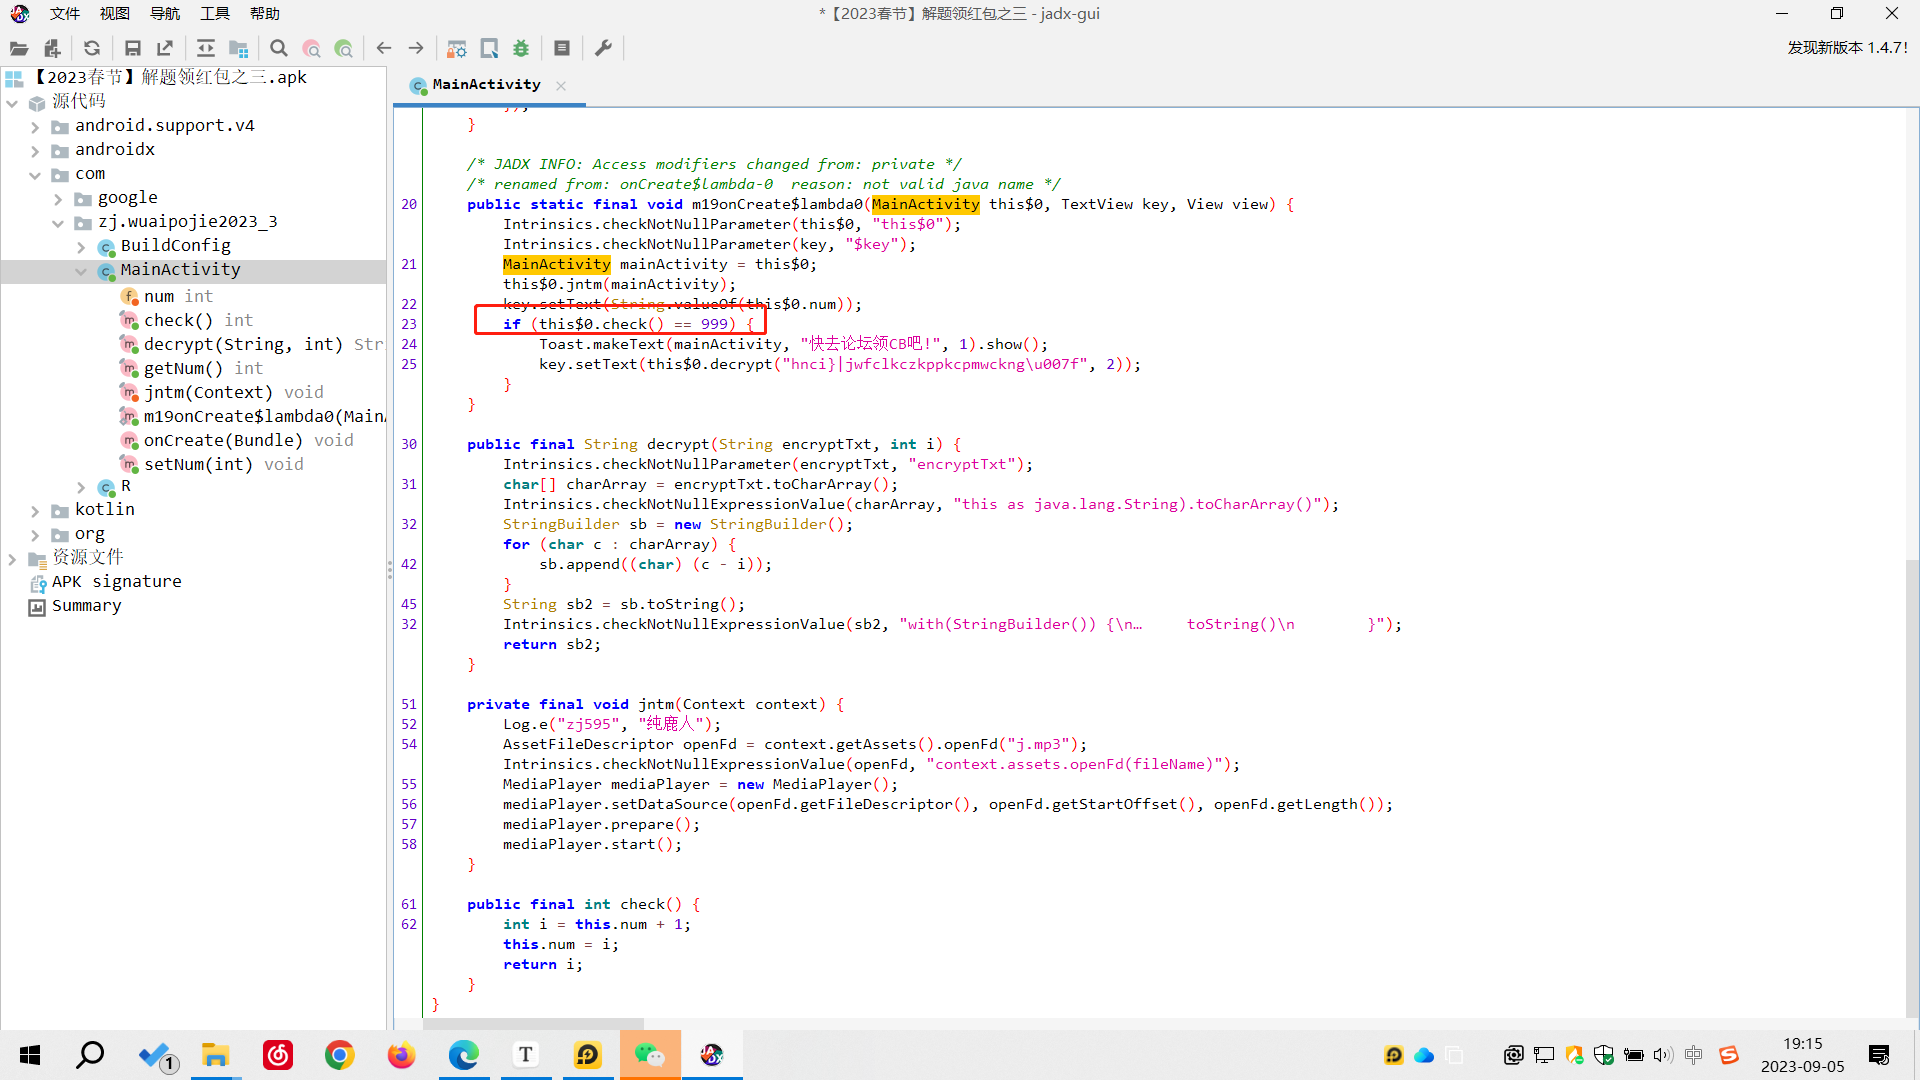 文件 视图 导航 工具 帮助
*【2023春节】解题领红包之三 - jadx-gui
发现新版本 1.4.7!
【2023春节】解题领红包之三.apk
源代码
android.support.v4
androidx
com
google
zj.wuaipojie2023_3
BuildConfig
MainActivity
num int
check() int
decrypt(String, int) Str
getNum() int
jntm(Context) void
m19onCreate$lambda0(Main
onCreate(Bundle) void
setNum(int) void
R
kotlin
org
资源文件
APK signature
Summary
MainActivity
});
}
/* JADX INFO: Access modifiers changed from: private */
/* renamed from: onCreate$lambda-0  reason: not valid java name */
20 public static final void m19onCreate$lambda0(MainActivity this$0, TextView key, View view) {
Intrinsics.checkNotNullParameter(this$0, "this$0");
Intrinsics.checkNotNullParameter(key, "$key");
21 MainActivity mainActivity = this$0;
this$0.jntm(mainActivity);
22 key.setText(String.valueOf(this$0.num));
23 if (this$0.check() == 999) {
24 Toast.makeText(mainActivity, "快去论坛领CB吧!", 1).show();
25 key.setText(this$0.decrypt("hnci}|jwfclkczkppkcpmwckng\u007f", 2));
}
}
30 public final String decrypt(String encryptTxt, int i) {
Intrinsics.checkNotNullParameter(encryptTxt, "encryptTxt");
31 char[] charArray = encryptTxt.toCharArray();
Intrinsics.checkNotNullExpressionValue(charArray, "this as java.lang.String).toCharArray()");
32 StringBuilder sb = new StringBuilder();
for (char c : charArray) {
42 sb.append((char) (c - i));
}
45 String sb2 = sb.toString();
32 Intrinsics.checkNotNullExpressionValue(sb2, "with(StringBuilder()) {\n…     toString()\n        }");
return sb2;
}
51 private final void jntm(Context context) {
52 Log.e("zj595", "纯鹿人");
54 AssetFileDescriptor openFd = context.getAssets().openFd("j.mp3");
Intrinsics.checkNotNullExpressionValue(openFd, "context.assets.openFd(fileName)");
55 MediaPlayer mediaPlayer = new MediaPlayer();
56 mediaPlayer.setDataSource(openFd.getFileDescriptor(), openFd.getStartOffset(), openFd.getLength());
57 mediaPlayer.prepare();
58 mediaPlayer.start();
}
61 public final int check() {
62 int i = this.num + 1;
this.num = i;
return i;
}
}
1
T
中
19:15
2023-09-05